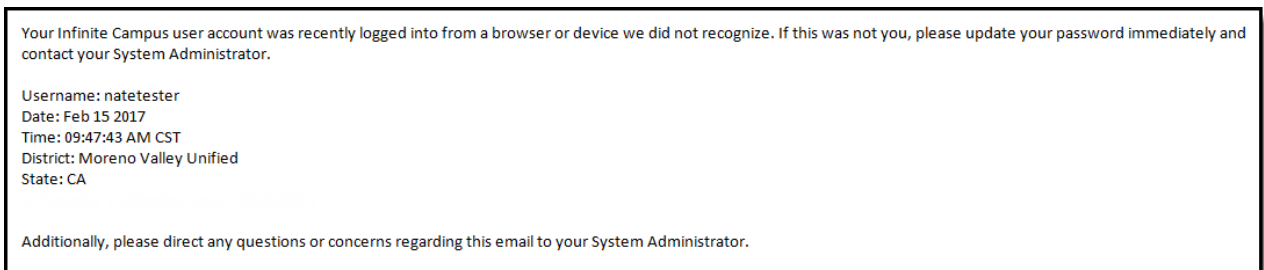 Your Infinite Campus user account was recently logged into from a browser or device we did not recognize. If this was not you, please update your password immediately and
contact your System Administrator.
Username: natetester
Date: Feb 15 2017
Time: 09:47:43 AM CST
District: Moreno Valley Unified
State: CA
Additionally, please direct any questions or concerns regarding this email to your System Administrator.